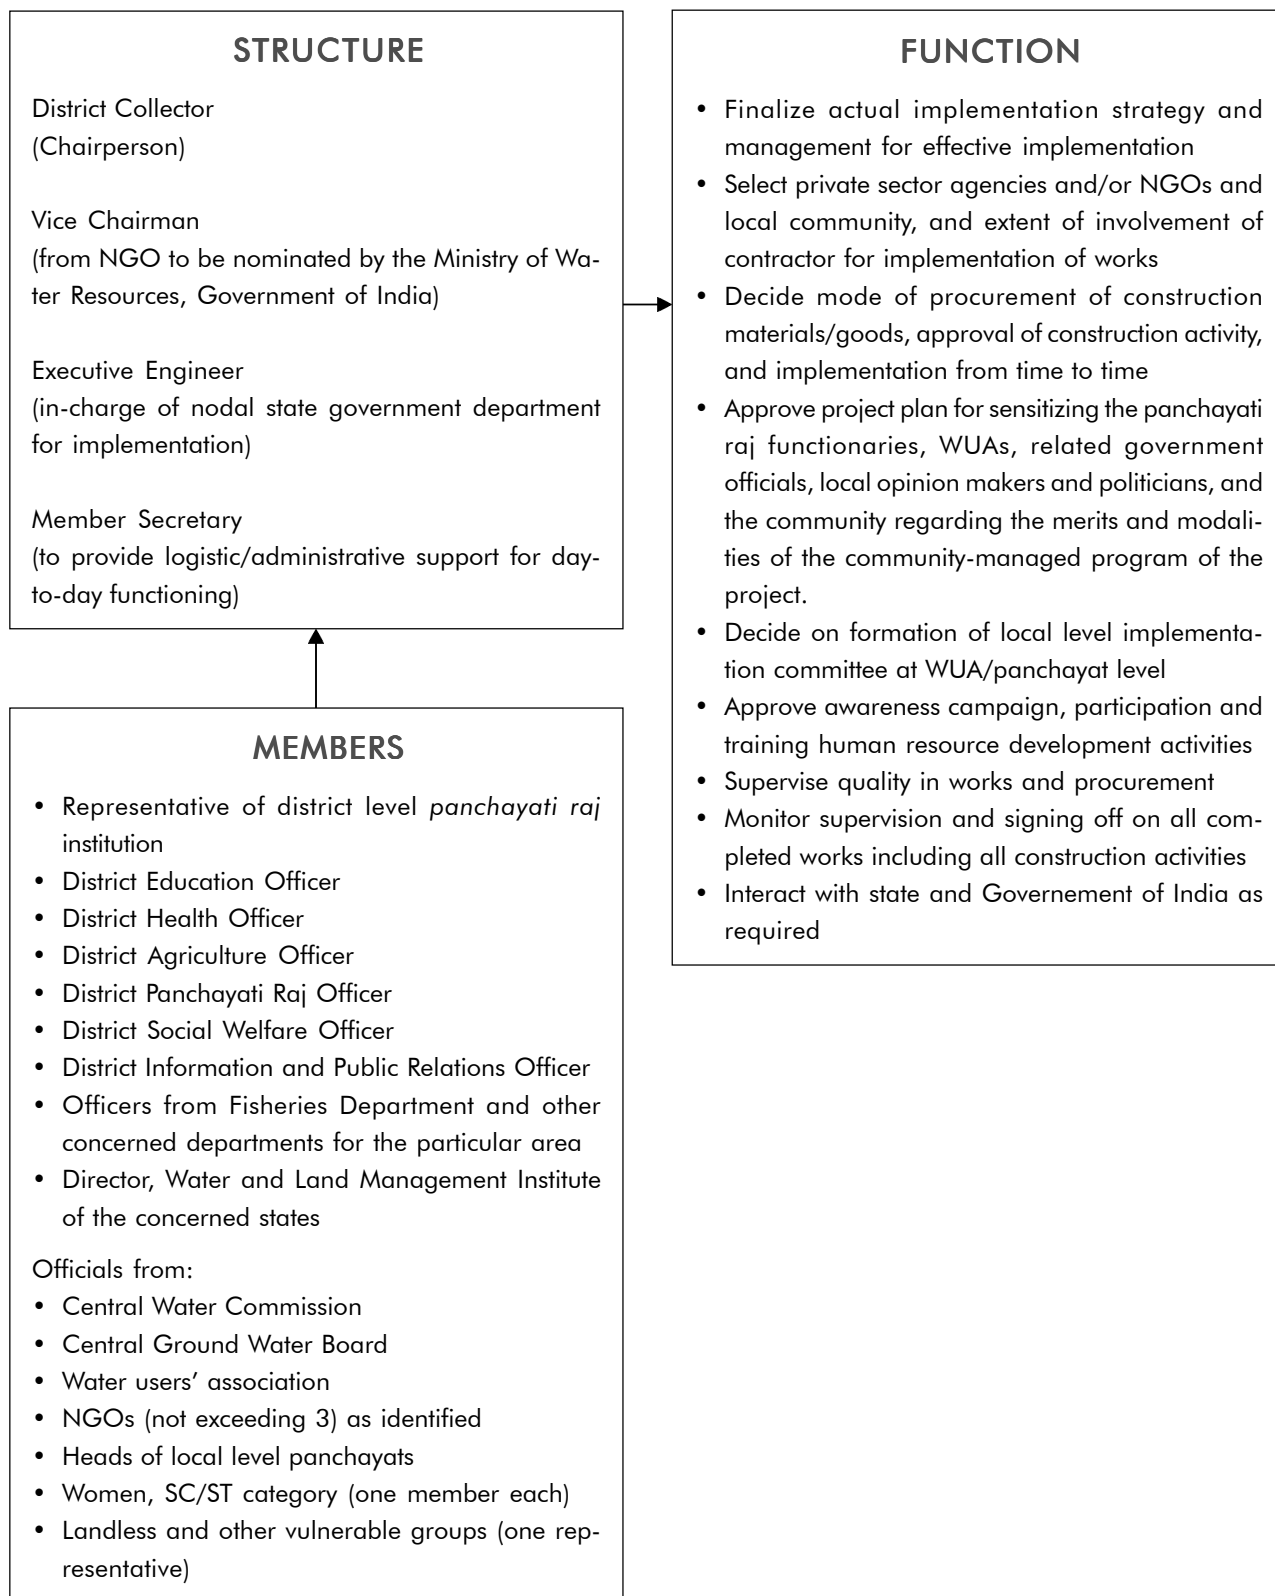 STRUCTURE
District Collector
(Chairperson)
Vice Chairman
(from NGO to be nominated by the Ministry of Wa-
ter Resources, Government of India)
Executive Engineer
(in-charge of nodal state government department
for implementation)
Member Secretary
(to provide logistic/administrative support for day-
to-day functioning)
MEMBERS
• Representative of district level panchayati raj
institution
• District Education Officer
• District Health Officer
• District Agriculture Officer
• District Panchayati Raj Officer
• District Social Welfare Officer
• District Information and Public Relations Officer
• Officers from Fisheries Department and other
concerned departments for the particular area
• Director, Water and Land Management Institute
of the concerned states
Officials from:
• Central Water Commission
• Central Ground Water Board
• Water users’ association
• NGOs (not exceeding 3) as identified
• Heads of local level panchayats
• Women, SC/ST category (one member each)
• Landless and other vulnerable groups (one rep-
resentative)
FUNCTION
• Finalize actual implementation strategy and
management for effective implementation
• Select private sector agencies and/or NGOs and
local community, and extent of involvement of
contractor for implementation of works
• Decide mode of procurement of construction
materials/goods, approval of construction activity,
and implementation from time to time
• Approve project plan for sensitizing the panchayati
raj functionaries, WUAs, related government
officials, local opinion makers and politicians, and
the community regarding the merits and modali-
ties of the community-managed program of the
project.
• Decide on formation of local level implementa-
tion committee at WUA/panchayat level
• Approve awareness campaign, participation and
training human resource development activities
• Supervise quality in works and procurement
• Monitor supervision and signing off on all com-
pleted works including all construction activities
• Interact with state and Governement of India as
required